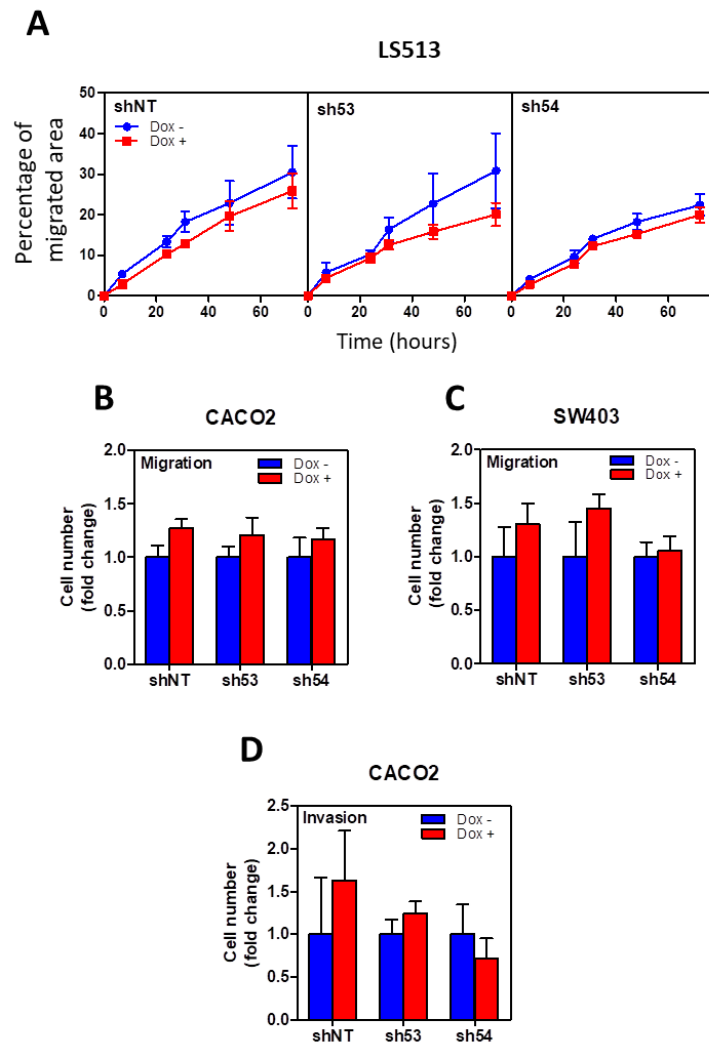 A
LS513
Percentage of
migrated area
50
40
30
20
10
0
shNT
Dox -
Dox +
sh53
sh54
0 20 40 60
0 20 40 60
0 20 40 60
Time (hours)
B
CACO2
Cell number
(fold change)
2.0
1.5
1.0
0.5
0.0
Migration
Dox -
Dox +
shNT sh53 sh54
C
SW403
Cell number
(fold change)
2.0
1.5
1.0
0.5
0.0
Migration
Dox -
Dox +
shNT sh53 sh54
D
CACO2
Cell number
(fold change)
2.5
2.0
1.5
1.0
0.5
0.0
Invasion
Dox -
Dox +
shNT sh53 sh54